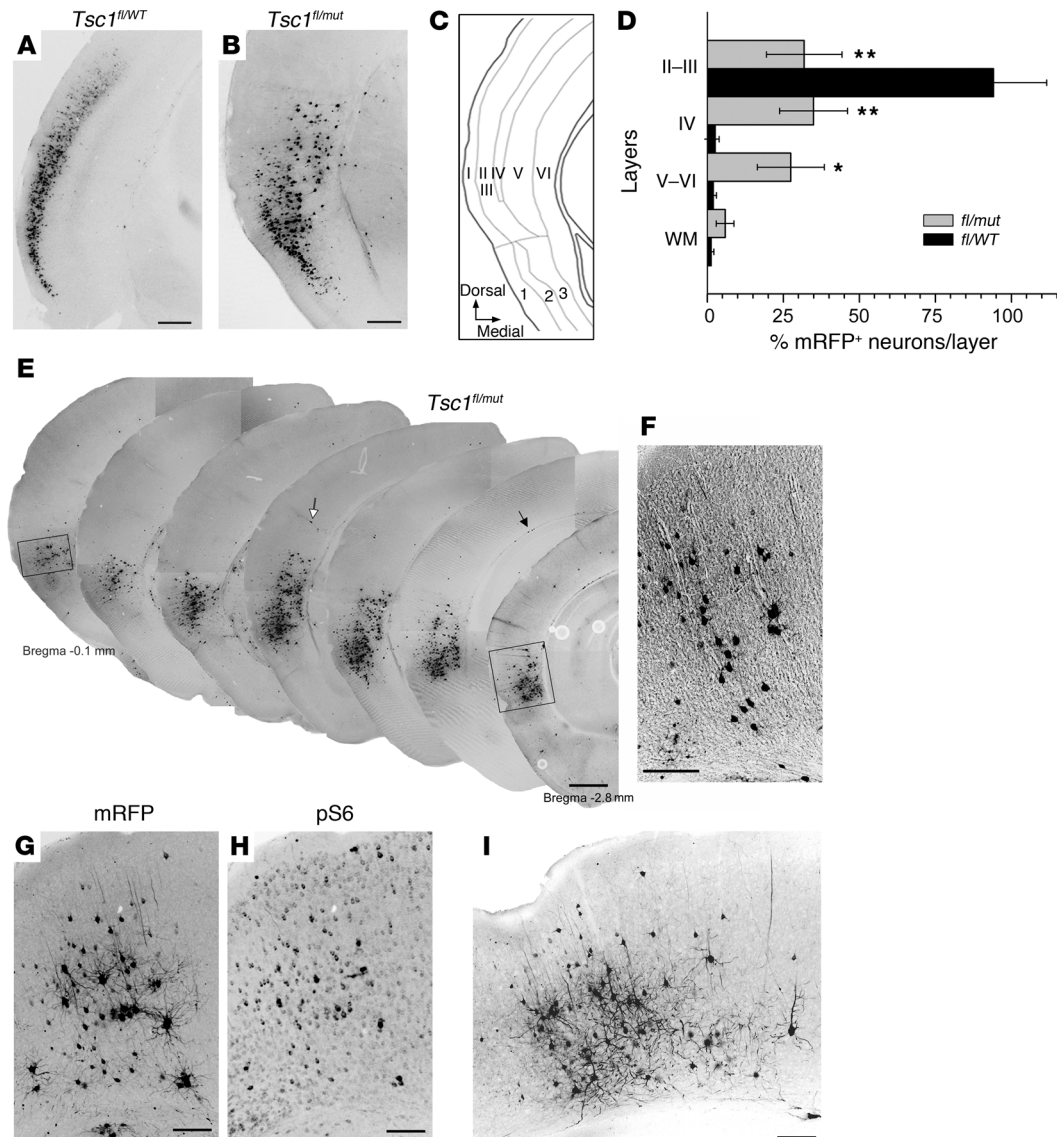 Tsc1fl/WT
Tsc1fl/mut
A
B
C
I II IV V VI
III
1 2 3
Dorsal
Medial
D
Layers
II–III
IV
V–VI
WM
**
**
*
fl/mut
fl/WT
0 25 50 75 100
% mRFP+ neurons/layer
E
Tsc1fl/mut
Bregma -0.1 mm
Bregma -2.8 mm
F
mRFP
pS6
G
H
I